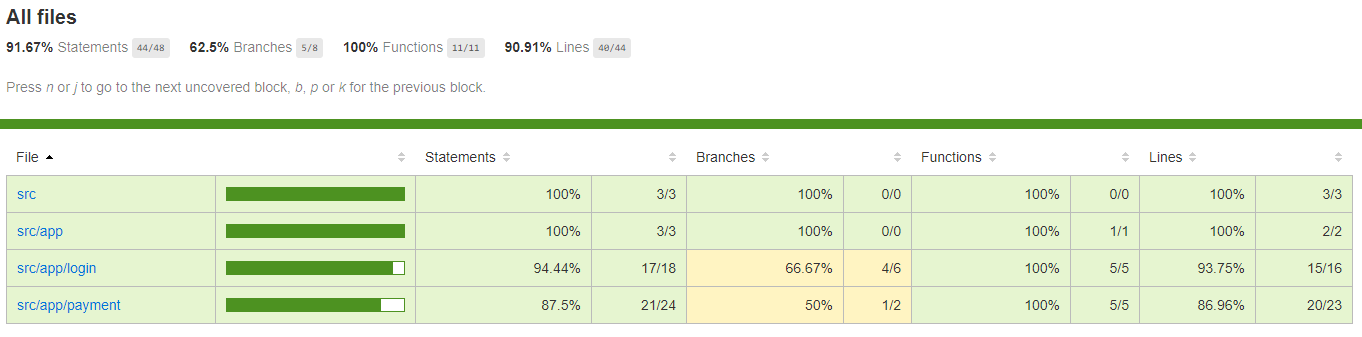 All files
91.67% Statements 44/48 62.5% Branches 5/8 100% Functions 11/11 90.91% Lines 40/44
Press n or j to go to the next uncovered block, b, p or k for the previous block.
File Statements Branches Functions Lines
src 100% 3/3 100% 0/0 100% 0/0 100% 3/3
src/app 100% 3/3 100% 0/0 100% 1/1 100% 2/2
src/app/login 94.44% 17/18 66.67% 4/6 100% 5/5 93.75% 15/16
src/app/payment 87.5% 21/24 50% 1/2 100% 5/5 86.96% 20/23